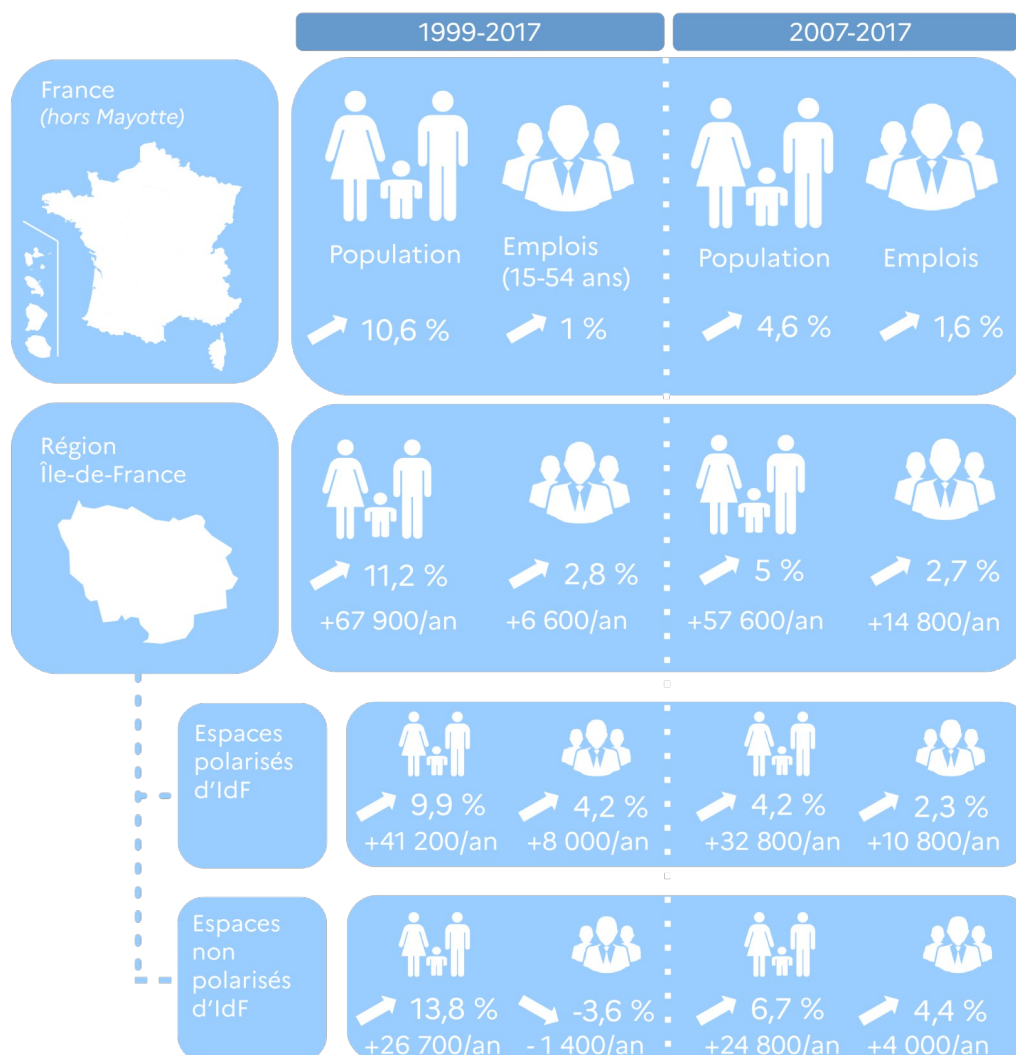 1999-2017
2007-2017
France
(hors Mayotte)
Population
Emplois
(15-54 ans)
Population
Emplois
10,6 %
1 %
4,6 %
1,6 %
Région
Île-de-France
11,2 %
2,8 %
5 %
2,7 %
+67 900/an
+6 600/an
+57 600/an
+14 800/an
Espaces
polarisés
d'IdF
9,9 %
4,2 %
4,2 %
2,3 %
+41 200/an
+8 000/an
+32 800/an
+10 800/an
Espaces
non
polarisés
d'IdF
13,8 %
-3,6 %
6,7 %
4,4 %
+26 700/an
- 1 400/an
+24 800/an
+4 000/an